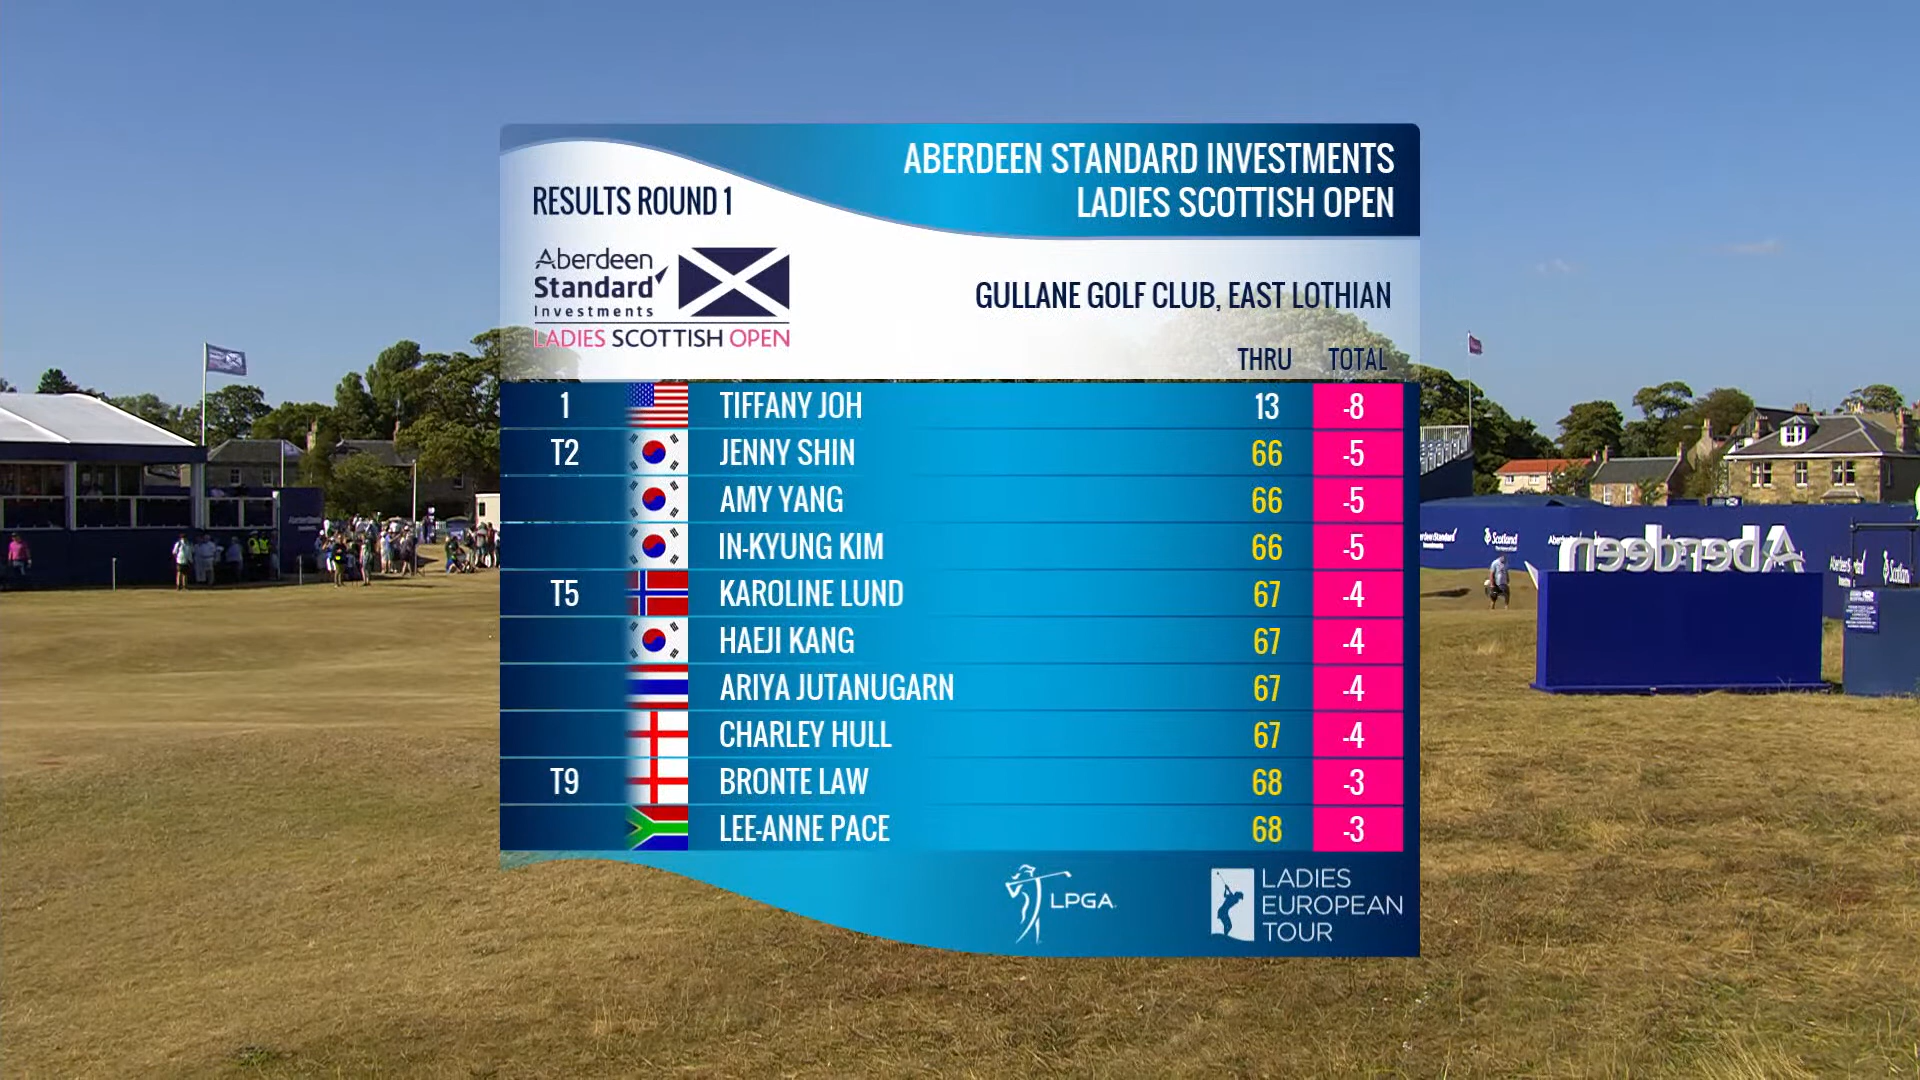 ABERDEEN STANDARD INVESTMENTS
LADIES SCOTTISH OPEN
RESULTS ROUND 1
Aberdeen
Standard
Investments
LADIES SCOTTISH OPEN
GULLANE GOLF CLUB, EAST LOTHIAN
THRU TOTAL
1 TIFFANY JOH 13 -8
T2 JENNY SHIN 66 -5
AMY YANG 66 -5
IN-KYUNG KIM 66 -5
T5 KAROLINE LUND 67 -4
HAEJI KANG 67 -4
ARIYA JUTANUGARN 67 -4
CHARLEY HULL 67 -4
T9 BRONTE LAW 68 -3
LEE-ANNE PACE 68 -3
LPGA
LADIES
EUROPEAN
TOUR
Scotland
Aberdeen
Scotland